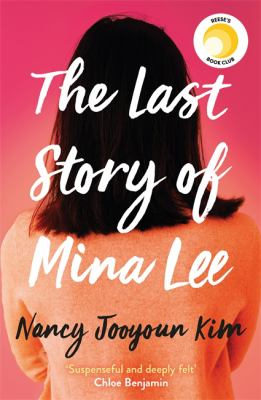 REESE'S
BOOK CLUB
The Last
Story of
Mina Lee
Nancy Jooyoun Kim
‘Suspenseful and deeply felt’
Chloe Benjamin